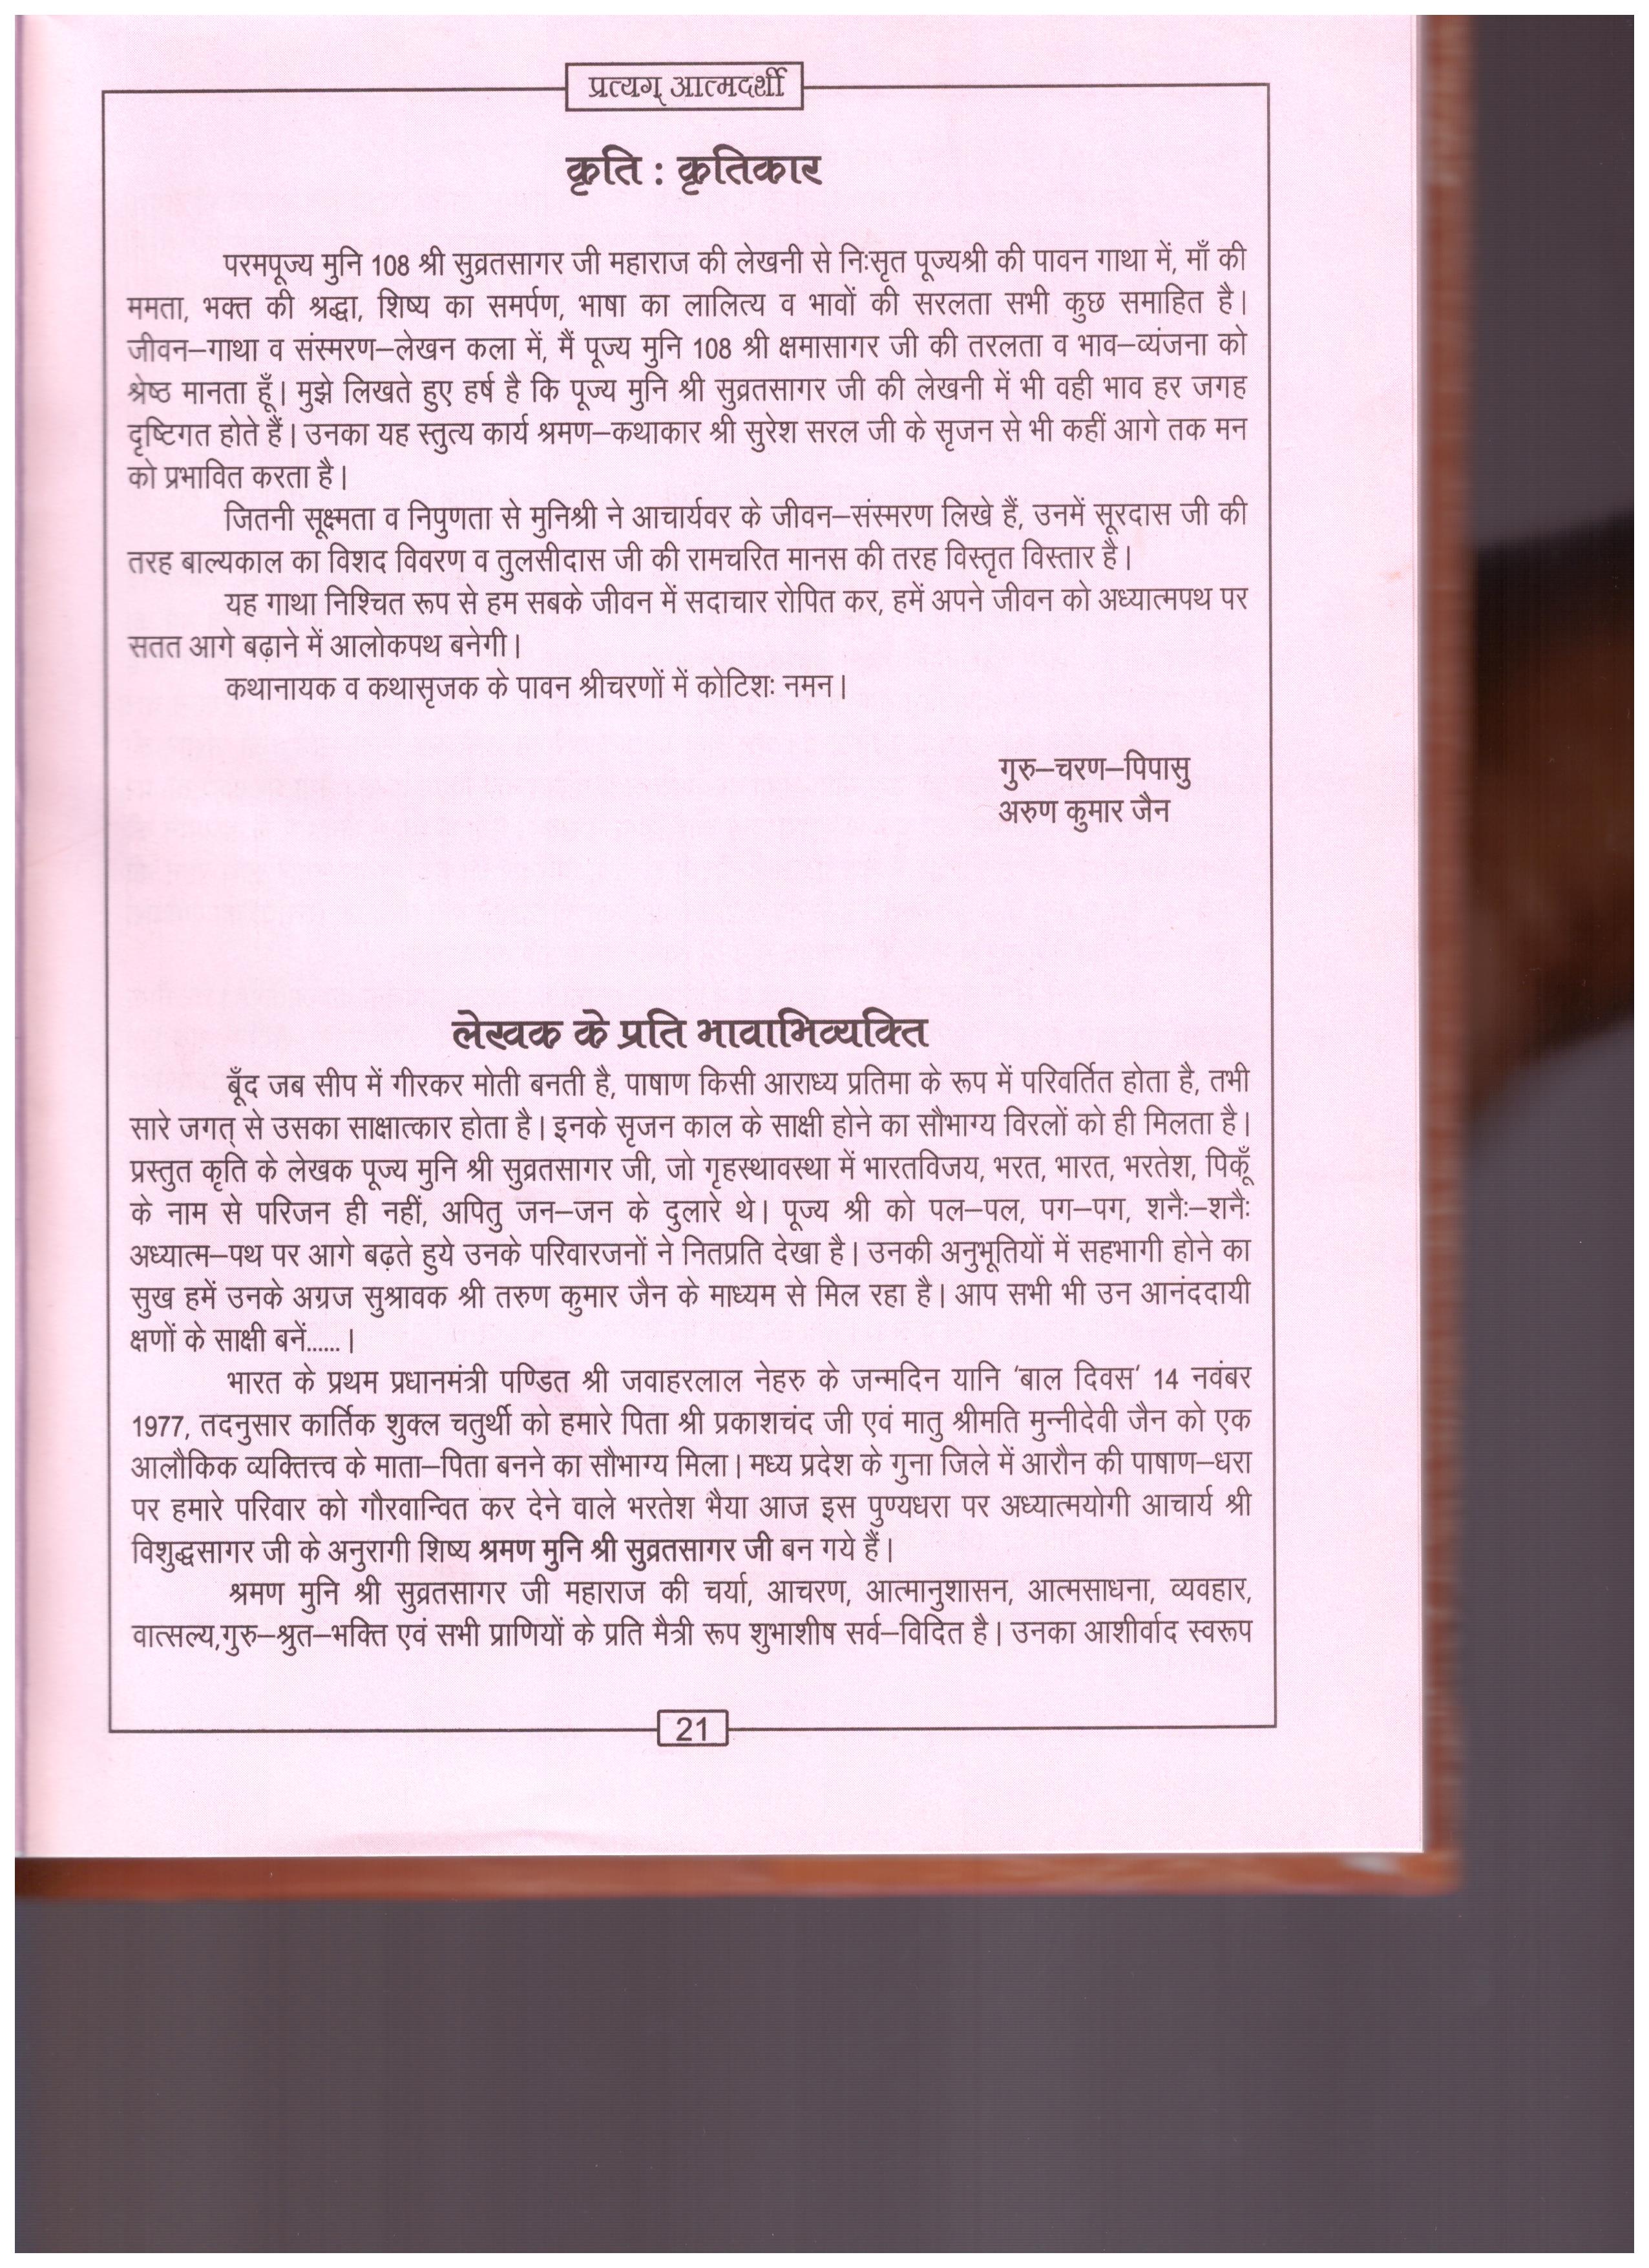 प्रत्यग् आत्मदर्शी
कृति : कृतिकार
परमपूज्य मुनि 108 श्री सुव्रतसागर जी महाराज की लेखनी से निःसृत पूज्यश्री की पावन गाथा में, माँ की
ममता, भक्त की श्रद्धा, शिष्य का समर्पण, भाषा का लालित्य व भावों की सरलता सभी कुछ समाहित है।
जीवन–गाथा व संस्मरण–लेखन कला में, मैं पूज्य मुनि 108 श्री क्षमासागर जी की तरलता व भाव–व्यंजना को
श्रेष्ठ मानता हूँ। मुझे लिखते हुए हर्ष है कि पूज्य मुनि श्री सुव्रतसागर जी की लेखनी में भी वही भाव हर जगह
दृष्टिगत होते हैं। उनका यह स्तुत्य कार्य श्रमण–कथाकार श्री सुरेश सरल जी के सृजन से भी कहीं आगे तक मन
को प्रभावित करता है।
जितनी सूक्ष्मता व निपुणता से मुनिश्री ने आचार्यवर के जीवन–संस्मरण लिखे हैं, उनमें सूरदास जी की
तरह बाल्यकाल का विशद विवरण व तुलसीदास जी की रामचरित मानस की तरह विस्तृत विस्तार है।
यह गाथा निश्चित रूप से हम सबके जीवन में सदाचार रोपित कर, हमें अपने जीवन को अध्यात्मपथ पर
सतत आगे बढ़ाने में आलोकपथ बनेगी।
कथानायक व कथासृजक के पावन श्रीचरणों में कोटिशः नमन।
गुरु–चरण–पिपासु
अरुण कुमार जैन
लेखक के प्रति भावाभिव्यक्ति
बूँद जब सीप में गीरकर मोती बनती है, पाषाण किसी आराध्य प्रतिमा के रूप में परिवर्तित होता है, तभी
सारे जगत् से उसका साक्षात्कार होता है। इनके सृजन काल के साक्षी होने का सौभाग्य विरलों को ही मिलता है।
प्रस्तुत कृति के लेखक पूज्य मुनि श्री सुव्रतसागर जी, जो गृहस्थावस्था में भारतविजय, भरत, भारत, भरतेश, पिकूँ
के नाम से परिजन ही नहीं, अपितु जन–जन के दुलारे थे। पूज्य श्री को पल–पल, पग–पग, शनैः–शनैः
अध्यात्म–पथ पर आगे बढ़ते हुये उनके परिवारजनों ने नितप्रति देखा है। उनकी अनुभूतियों में सहभागी होने का
सुख हमें उनके अग्रज सुश्रावक श्री तरुण कुमार जैन के माध्यम से मिल रहा है। आप सभी भी उन आनंददायी
क्षणों के साक्षी बनें......।
भारत के प्रथम प्रधानमंत्री पण्डित श्री जवाहरलाल नेहरु के जन्मदिन यानि 'बाल दिवस' 14 नवंबर
1977, तदनुसार कार्तिक शुक्ल चतुर्थी को हमारे पिता श्री प्रकाशचंद जी एवं मातु श्रीमति मुन्नीदेवी जैन को एक
आलौकिक व्यक्तित्त्व के माता–पिता बनने का सौभाग्य मिला। मध्य प्रदेश के गुना जिले में आरौन की पाषाण–धरा
पर हमारे परिवार को गौरवान्वित कर देने वाले भरतेश भैया आज इस पुण्यधरा पर अध्यात्मयोगी आचार्य श्री
विशुद्धसागर जी के अनुरागी शिष्य श्रमण मुनि श्री सुव्रतसागर जी बन गये हैं।
श्रमण मुनि श्री सुव्रतसागर जी महाराज की चर्या, आचरण, आत्मानुशासन, आत्मसाधना, व्यवहार,
वात्सल्य,गुरु–श्रुत–भक्ति एवं सभी प्राणियों के प्रति मैत्री रूप शुभाशीष सर्व–विदित है। उनका आशीर्वाद स्वरूप
21